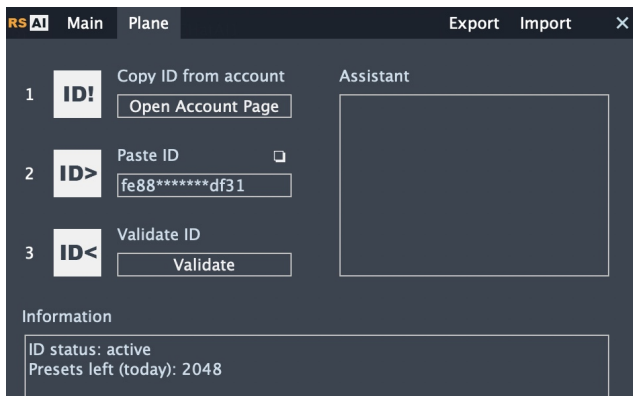 RS AI Main Plane Export Import ×
Copy ID from account Assistant
1 ID! Open Account Page
Paste ID
2 ID> fe88*******df31
Validate ID
3 ID< Validate
Information
ID status: active
Presets left (today): 2048